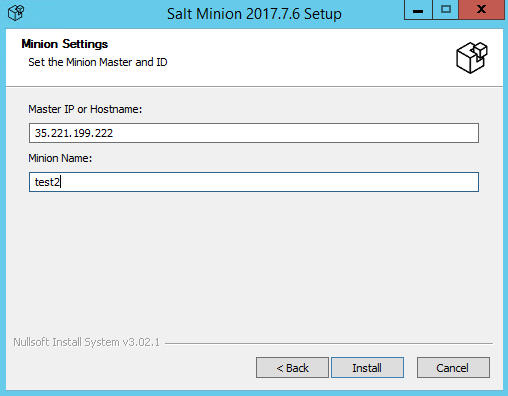 Salt Minion 2017.7.6 Setup
Minion Settings
Set the Minion Master and ID
Master IP or Hostname:
35.221.199.222
Minion Name:
test2
Nullsoft Install System v3.02.1
< Back
Install
Cancel